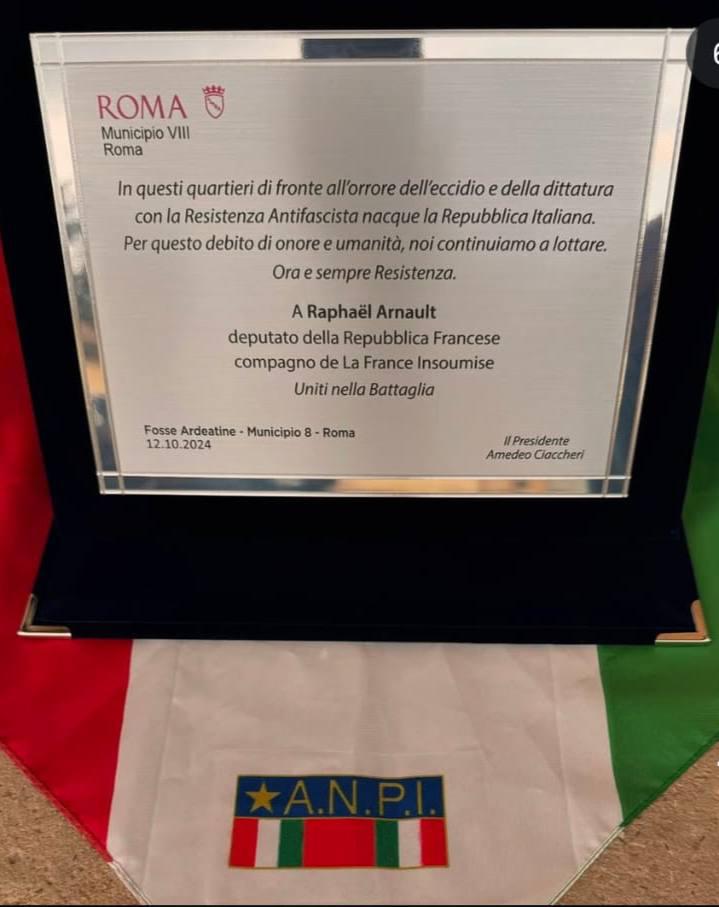 6
ROMA
Municipio VIII
Roma
In questi quartieri di fronte all'orrore dell'eccidio e della dittatura
con la Resistenza Antifascista nacque la Repubblica Italiana.
Per questo debito di onore e umanità, noi continuiamo a lottare.
Ora e sempre Resistenza.
A Raphaël Arnault
deputato della Repubblica Francese
compagno de La France Insoumise
Uniti nella Battaglia
Fosse Ardeatine - Municipio 8 - Roma
12.10.2024
Il Presidente
Amedeo Ciaccheri
A.N.P.I.